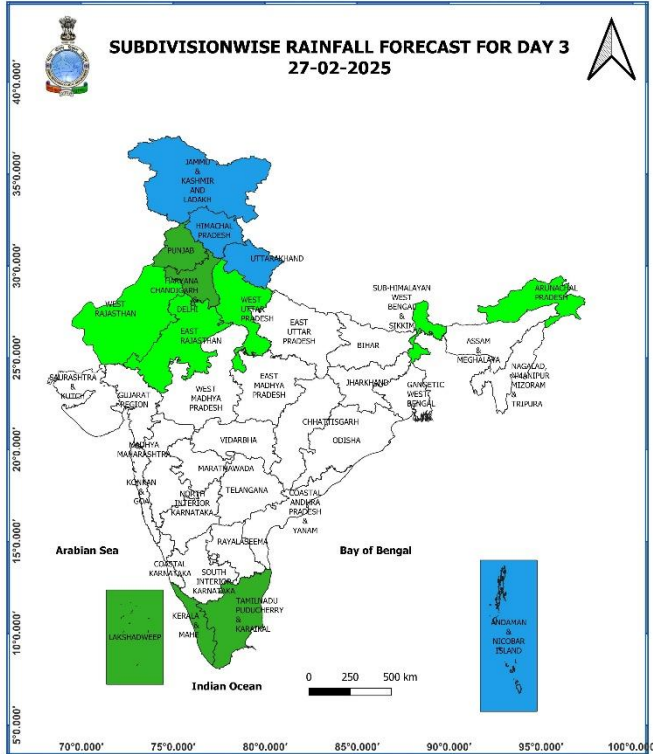 SUBDIVISIONWISE RAINFALL FORECAST FOR DAY 3
27-02-2025
40°0.000'
35°0.000'
30°0.000'
25°0.000'
20°0.000'
15°0.000'
10°0.000'
5°0.000'
JAMMU
&
KASHMIR
AND
LADAKH
HIMACHAL
PRADESH
PUNJAB
UTTARAKHAND
HARYANA
CHANDIGARH
&
DELHI
WEST
RAJASTHAN
WEST
UTTAR
PRADESH
EAST
RAJASTHAN
EAST
UTTAR
PRADESH
SUB-HIMALAYAN
WEST
BENGAL
&
SIKKIM
ARUNACHAL
PRADESH
BIHAR
ASSAM
&
MEGHALAYA
NAGALAD,
MANIPUR
MIZORAM
&
TRIPURA
SAURASHTRA
&
KUTCH
GUJARAT
REGION
WEST
MADHYA
PRADESH
EAST
MADHYA
PRADESH
JHARKHAND
GANGETIC
WEST
BENGAL
CHHATTISGARH
ODISHA
MADHYA
MAHARASHTRA
VIDARBHA
MARATHAWADA
KONKAN
&
GOA
NORTH
INTERIOR
KARNATAKA
TELANGANA
COASTAL
ANDHRA
PRADESH
&
YANAM
RAYALASEEMA
Arabian Sea
Bay of Bengal
COASTAL
KARNATAKA
SOUTH
INTERIOR
KARNATAKA
TAMILNADU
PUDUCHERRY
&
KARAIKAL
KERALA
&
MAHE
LAKSHADWEEP
ANDAMAN
&
NICOBAR
ISLAND
Indian Ocean
0 250 500 km
70°0.000' 75°0.000' 80°0.000' 85°0.000' 90°0.000' 95°0.000'